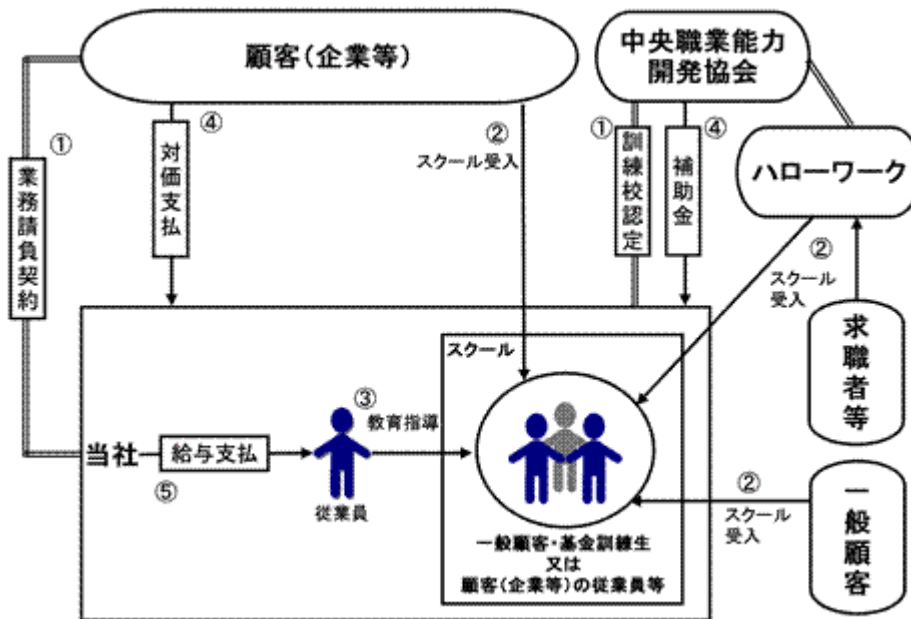 顧客(企業等)
中央職業能力
開発協会
ハローワーク
①
業務請負契約
④
対価支払
②
スクール受入
①
訓練校認定
④
補助金
②
スクール
受入
求職者等
スクール
③
教育指導
当社
給与支払
⑤
従業員
一般顧客・基金訓練生
又は
顧客(企業等)の従業員等
②
スクール
受入
一般顧客